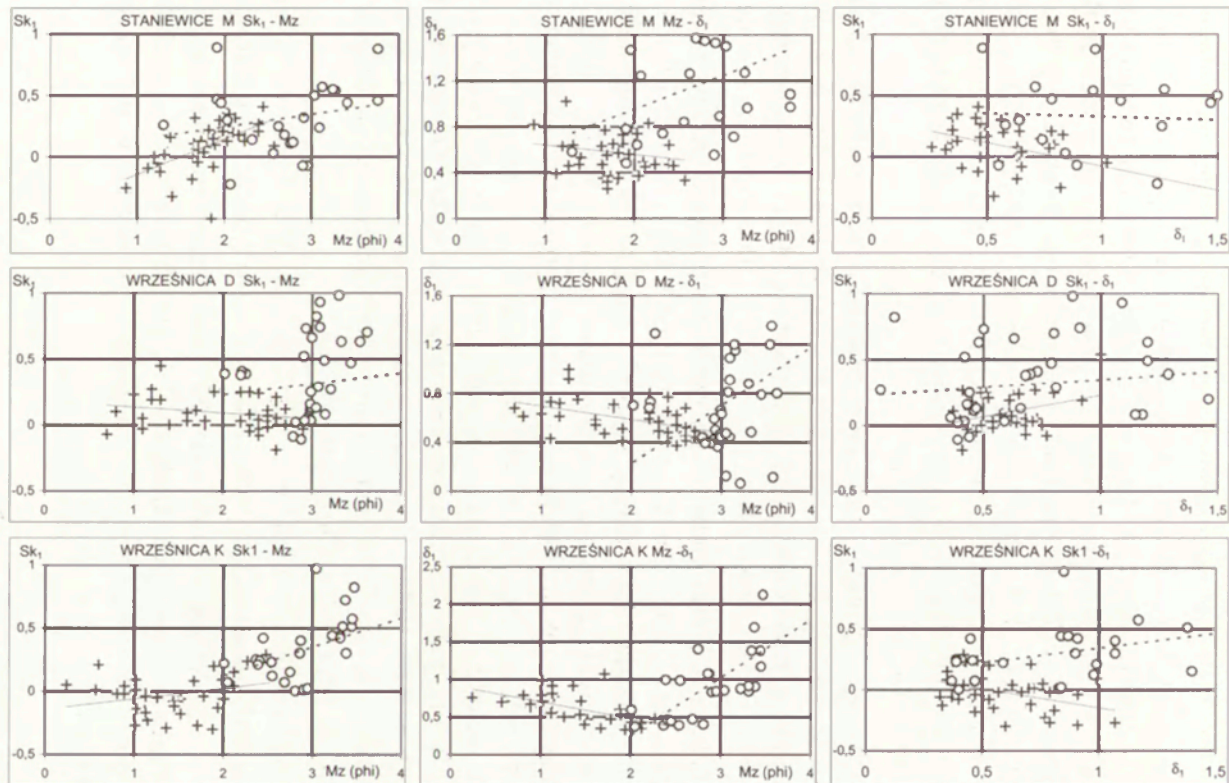 Sk₁ STANIEWICE M Sk₁ - Mz
1
0,5
0
-0,5
0 1 2 3 4
Mz (phi)
δ₁ STANIEWICE M Mz - δ₁
1,6
1,2
0,8
0,4
0
0 1 2 3 4
Mz (phi)
Sk₁ STANIEWICE M Sk₁ - δ₁
1
0,5
0
-0,5
0 0,5 1 1,5
δ₁
Sk₁ WRZEŚNICA D Sk₁ - Mz
1
0,5
0
-0,5
0 1 2 3 4
Mz (phi)
δ₁ WRZEŚNICA D Mz - δ₁
1,6
1,2
0,8
0,4
0
0 1 2 3 4
Mz (phi)
Sk₁ WRZEŚNICA D Sk₁ - δ₁
1
0,5
0
-0,5
0 0,5 1 1,5
δ₁
Sk₁ WRZEŚNICA K Sk1 - Mz
1
0,5
0
-0,5
0 1 2 3 4
Mz (phi)
δ₁ WRZEŚNICA K Mz -δ₁
2,5
2
1,5
1
0,5
0
0 1 2 3 4
Mz (phi)
Sk₁ WRZEŚNICA K Sk1 -δ₁
1
0,5
0
-0,5
0 0,5 1 1,5
δ₁